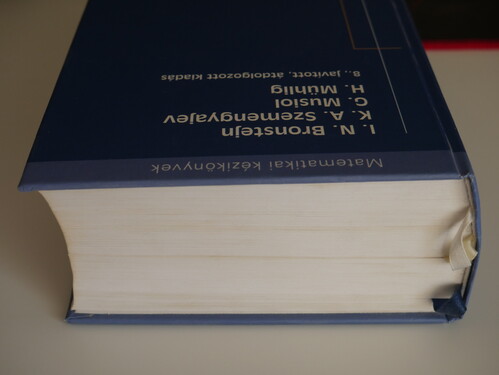 Matematikai kézikönyvek
I. N. Bronstejn
K. A. Szemengyajev
G. Musiol
H. Mühlig
8., javított, átdolgozott kiadás